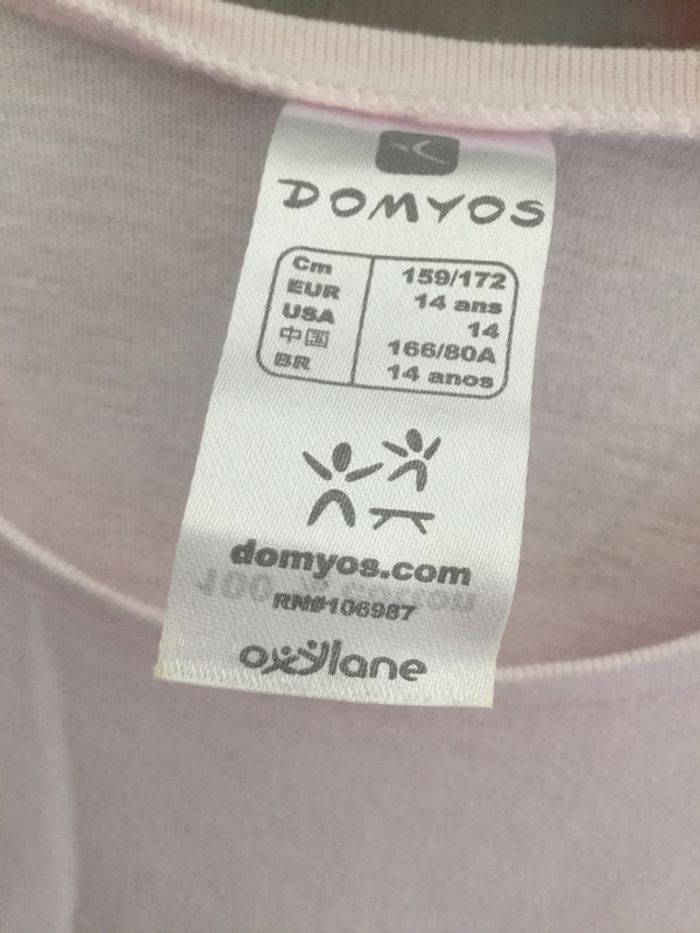 DOMYOS
Cm 159/172
EUR 14 ans
USA 14
中国 166/80A
BR 14 anos
domyos.com
RN#106987
oxylane